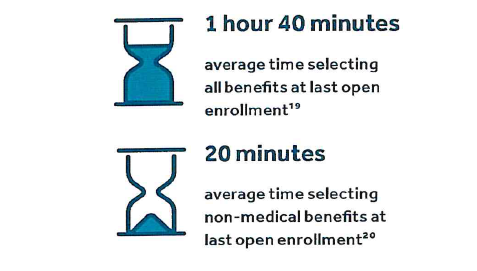 1 hour 40 minutes
average time selecting
all benefits at last open
enrollment¹⁹
20 minutes
average time selecting
non-medical benefits at
last open enrollment²⁰